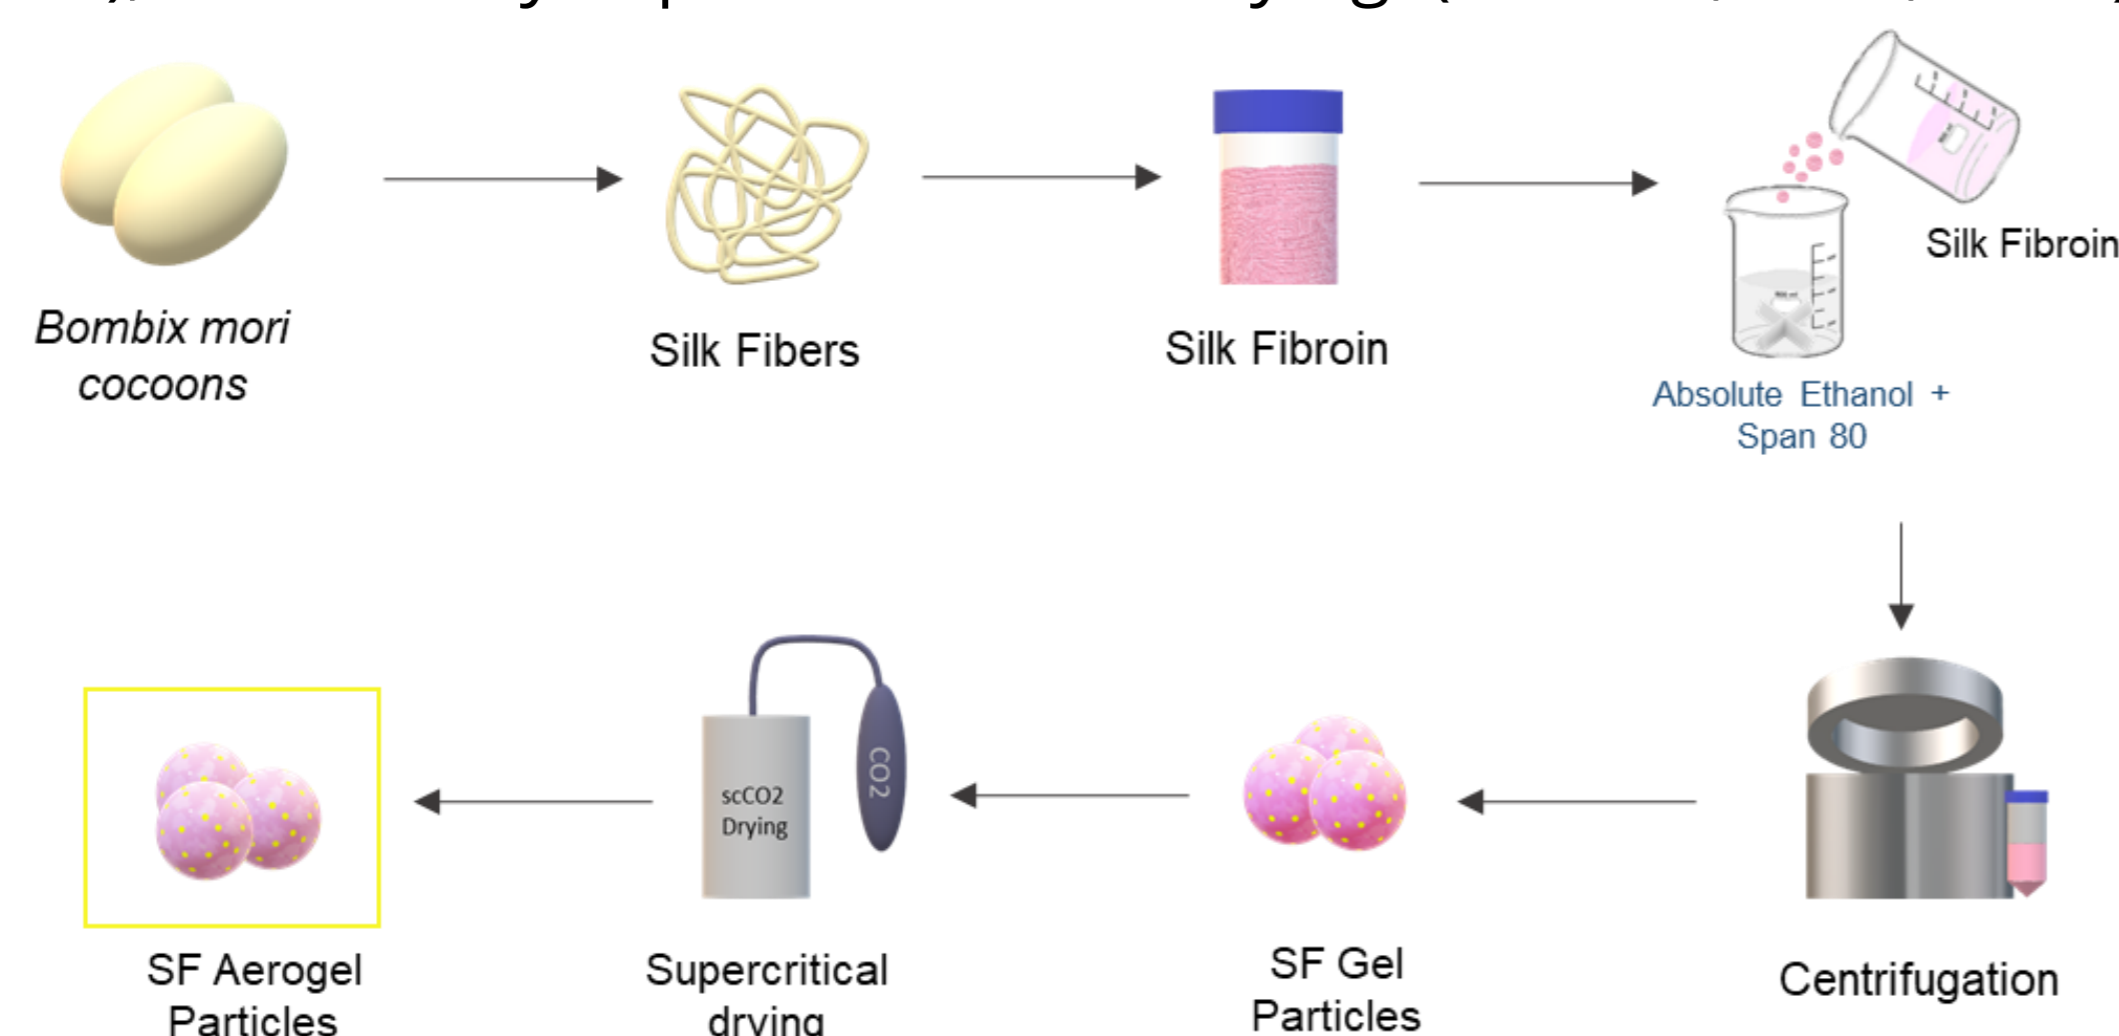 Bombix mori
cocoons
Silk Fibers
Silk Fibroin
Silk Fibroin
Absolute Ethanol +
Span 80
SF Aerogel
Particles
scCO2
Drying
CO2
Supercritical
drying
SF Gel
Particles
Centrifugation